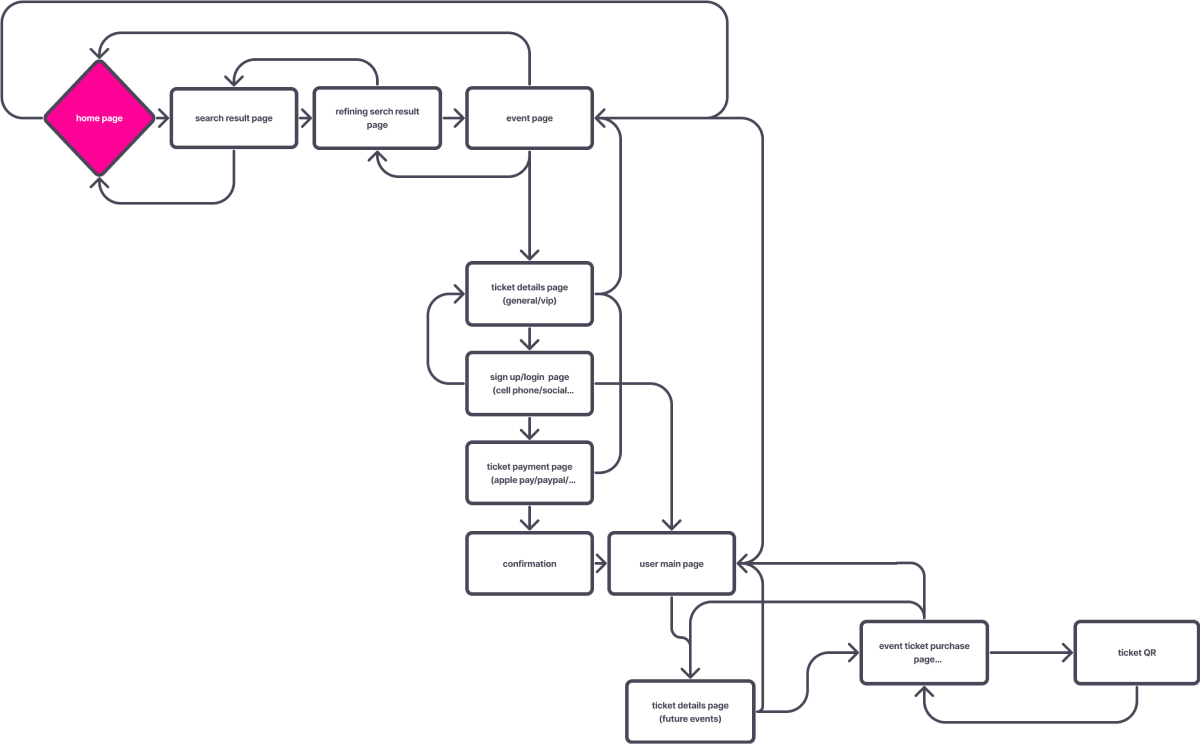 home page
search result page
refining serch result
page
event page
ticket details page
(general/vip)
sign up/login  page
(cell phone/social...
ticket payment page
(apple pay/paypal/...
confirmation
user main page
event ticket purchase
page...
ticket QR
ticket details page
(future events)